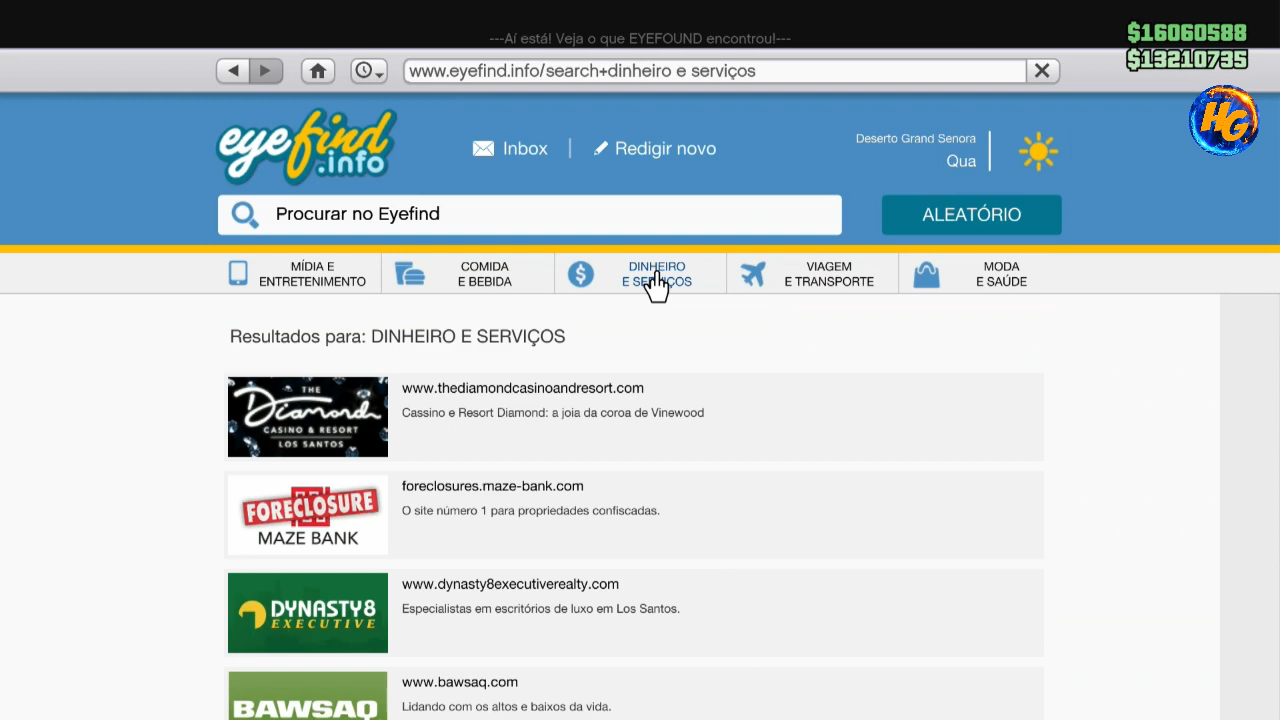 ---Aí está! Veja o que EYEFOUND encontrou!---
$16060588
$13210735
www.eyefind.info/search+dinheiro e serviços
HG
eyefind
.info
Inbox
Redigir novo
Deserto Grand Senora
Qua
Procurar no Eyefind
ALEATÓRIO
MÍDIA E
ENTRETENIMENTO
COMIDA
E BEBIDA
DINHEIRO
E SERVIÇOS
VIAGEM
E TRANSPORTE
MODA
E SAÚDE
Resultados para: DINHEIRO E SERVIÇOS
THE
Diamond
CASINO & RESORT
LOS SANTOS
www.thediamondcasinoandresort.com
Cassino e Resort Diamond: a joia da coroa de Vinewood
FORECLOSURE
MAZE BANK
foreclosures.maze-bank.com
O site número 1 para propriedades confiscadas.
DYNASTY8
EXECUTIVE
www.dynasty8executiverealty.com
Especialistas em escritórios de luxo em Los Santos.
BAWSAQ
www.bawsaq.com
Lidando com os altos e baixos da vida.